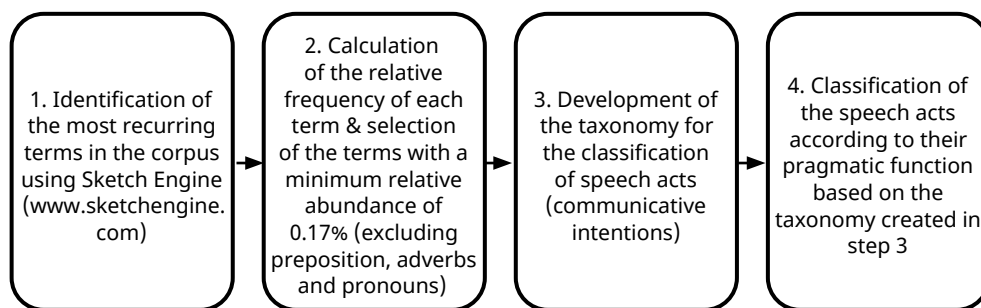 1. Identification of
the most recurring
terms in the corpus
using Sketch Engine
(www.sketchengine.
com)
2. Calculation
of the relative
frequency of each
term & selection
of the terms with a
minimum relative
abundance of
0.17% (excluding
preposition, adverbs
and pronouns)
3. Development of
the taxonomy for
the classification
of speech acts
(communicative
intentions)
4. Classification of
the speech acts
according to their
pragmatic function
based on the
taxonomy created in
step 3